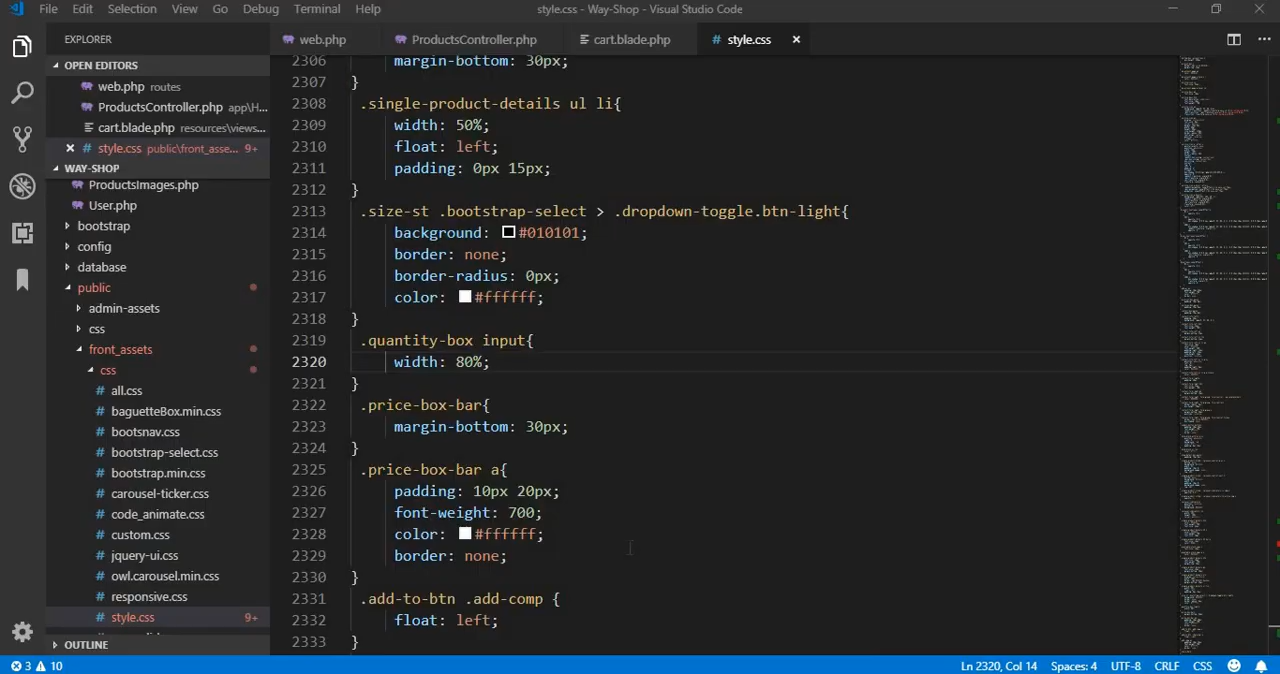 File Edit Selection View Go Debug Terminal Help
style.css - Way-Shop - Visual Studio Code
EXPLORER
web.php
ProductsController.php
cart.blade.php
style.css
OPEN EDITORS
web.php routes
ProductsController.php app\H...
cart.blade.php resources\views...
style.css public\front_asse... 9+
WAY-SHOP
ProductsImages.php
User.php
bootstrap
config
database
public
admin-assets
css
front_assets
css
all.css
baguetteBox.min.css
bootsnav.css
bootstrap-select.css
bootstrap.min.css
carousel-ticker.css
code_animate.css
custom.css
jquery-ui.css
owl.carousel.min.css
responsive.css
style.css 9+
OUTLINE
2306 margin-bottom: 30px;
2307 }
2308 .single-product-details ul li{
2309 width: 50%;
2310 float: left;
2311 padding: 0px 15px;
2312 }
2313 .size-st .bootstrap-select > .dropdown-toggle.btn-light{
2314 background: #010101;
2315 border: none;
2316 border-radius: 0px;
2317 color: #ffffff;
2318 }
2319 .quantity-box input{
2320 width: 80%;
2321 }
2322 .price-box-bar{
2323 margin-bottom: 30px;
2324 }
2325 .price-box-bar a{
2326 padding: 10px 20px;
2327 font-weight: 700;
2328 color: #ffffff;
2329 border: none;
2330 }
2331 .add-to-btn .add-comp {
2332 float: left;
2333 }
3 10
Ln 2320, Col 14 Spaces: 4 UTF-8 CRLF CSS